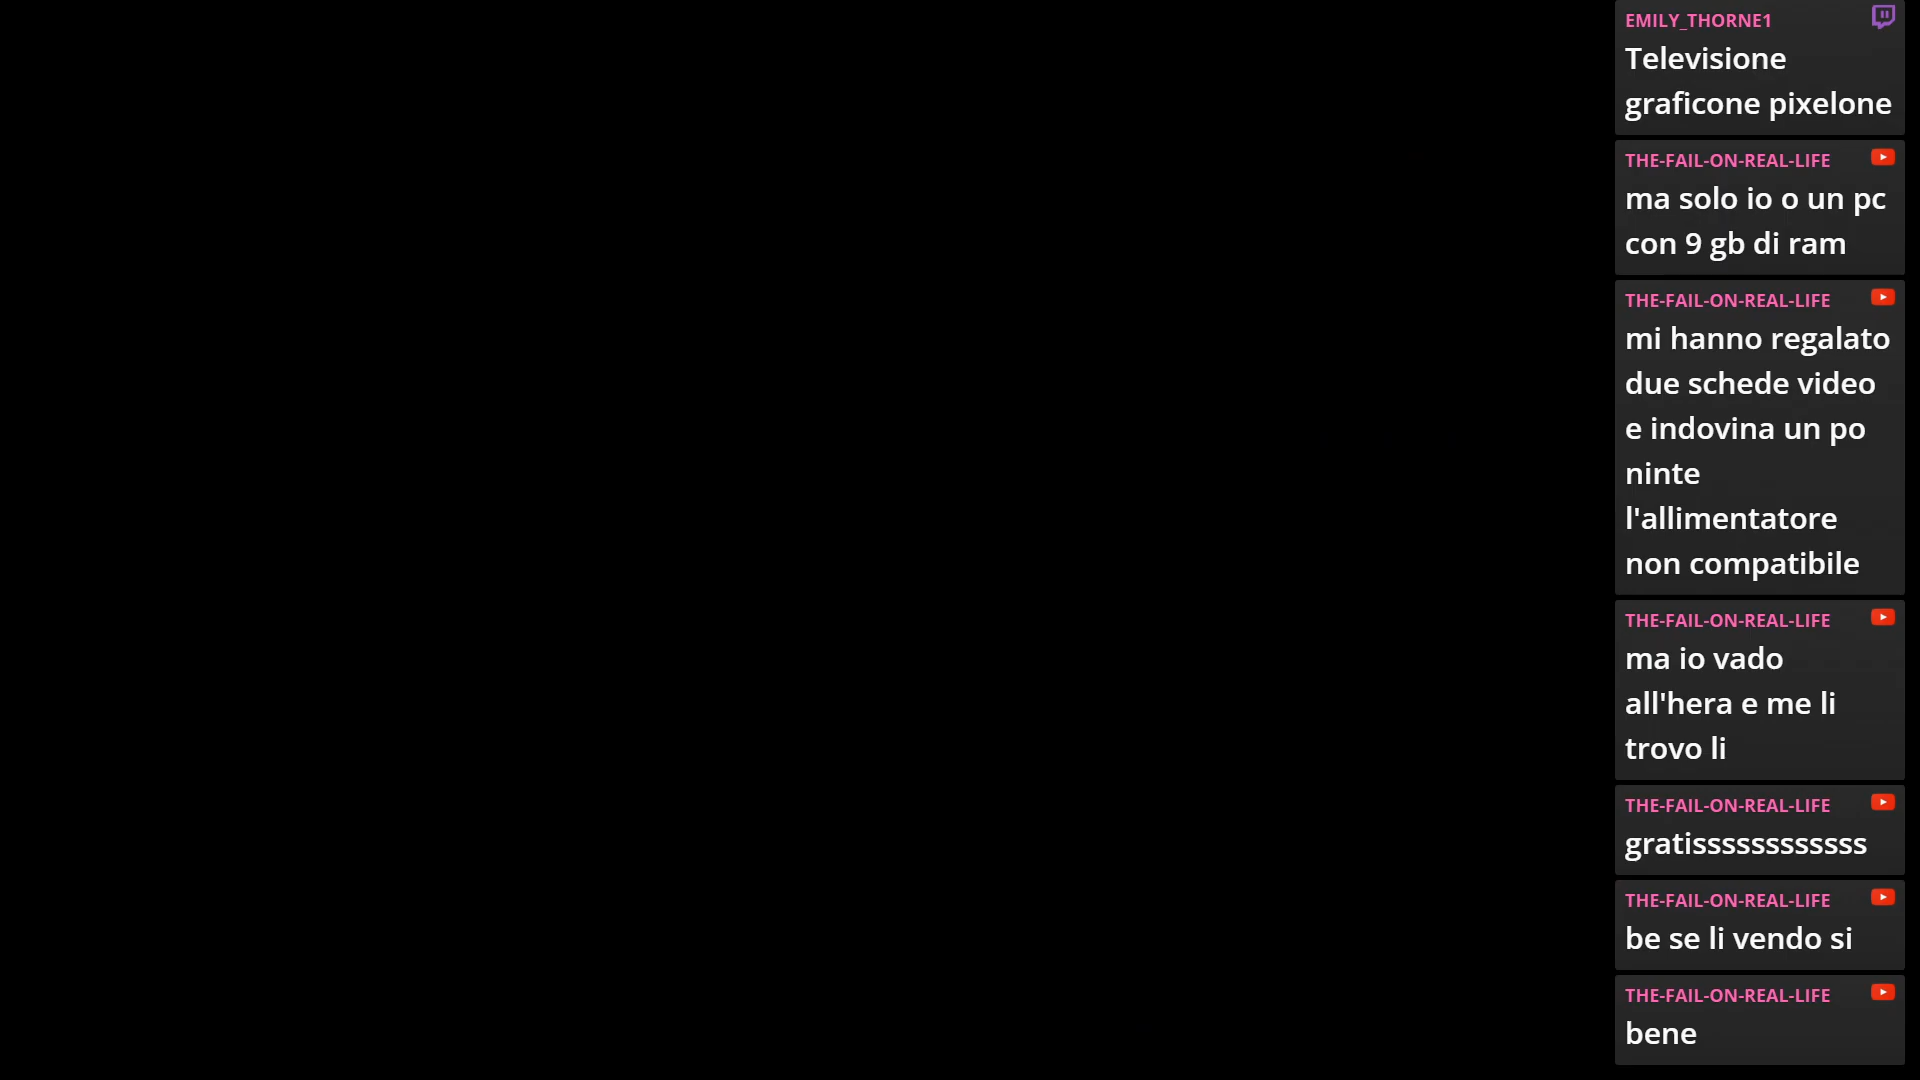 EMILY_THORNE1
Televisione
graficone pixelone
THE-FAIL-ON-REAL-LIFE
ma solo io o un pc
con 9 gb di ram
THE-FAIL-ON-REAL-LIFE
mi hanno regalato
due schede video
e indovina un po
ninte
l'allimentatore
non compatibile
THE-FAIL-ON-REAL-LIFE
ma io vado
all'hera e me li
trovo li
THE-FAIL-ON-REAL-LIFE
gratisssssssssssss
THE-FAIL-ON-REAL-LIFE
be se li vendo si
THE-FAIL-ON-REAL-LIFE
bene